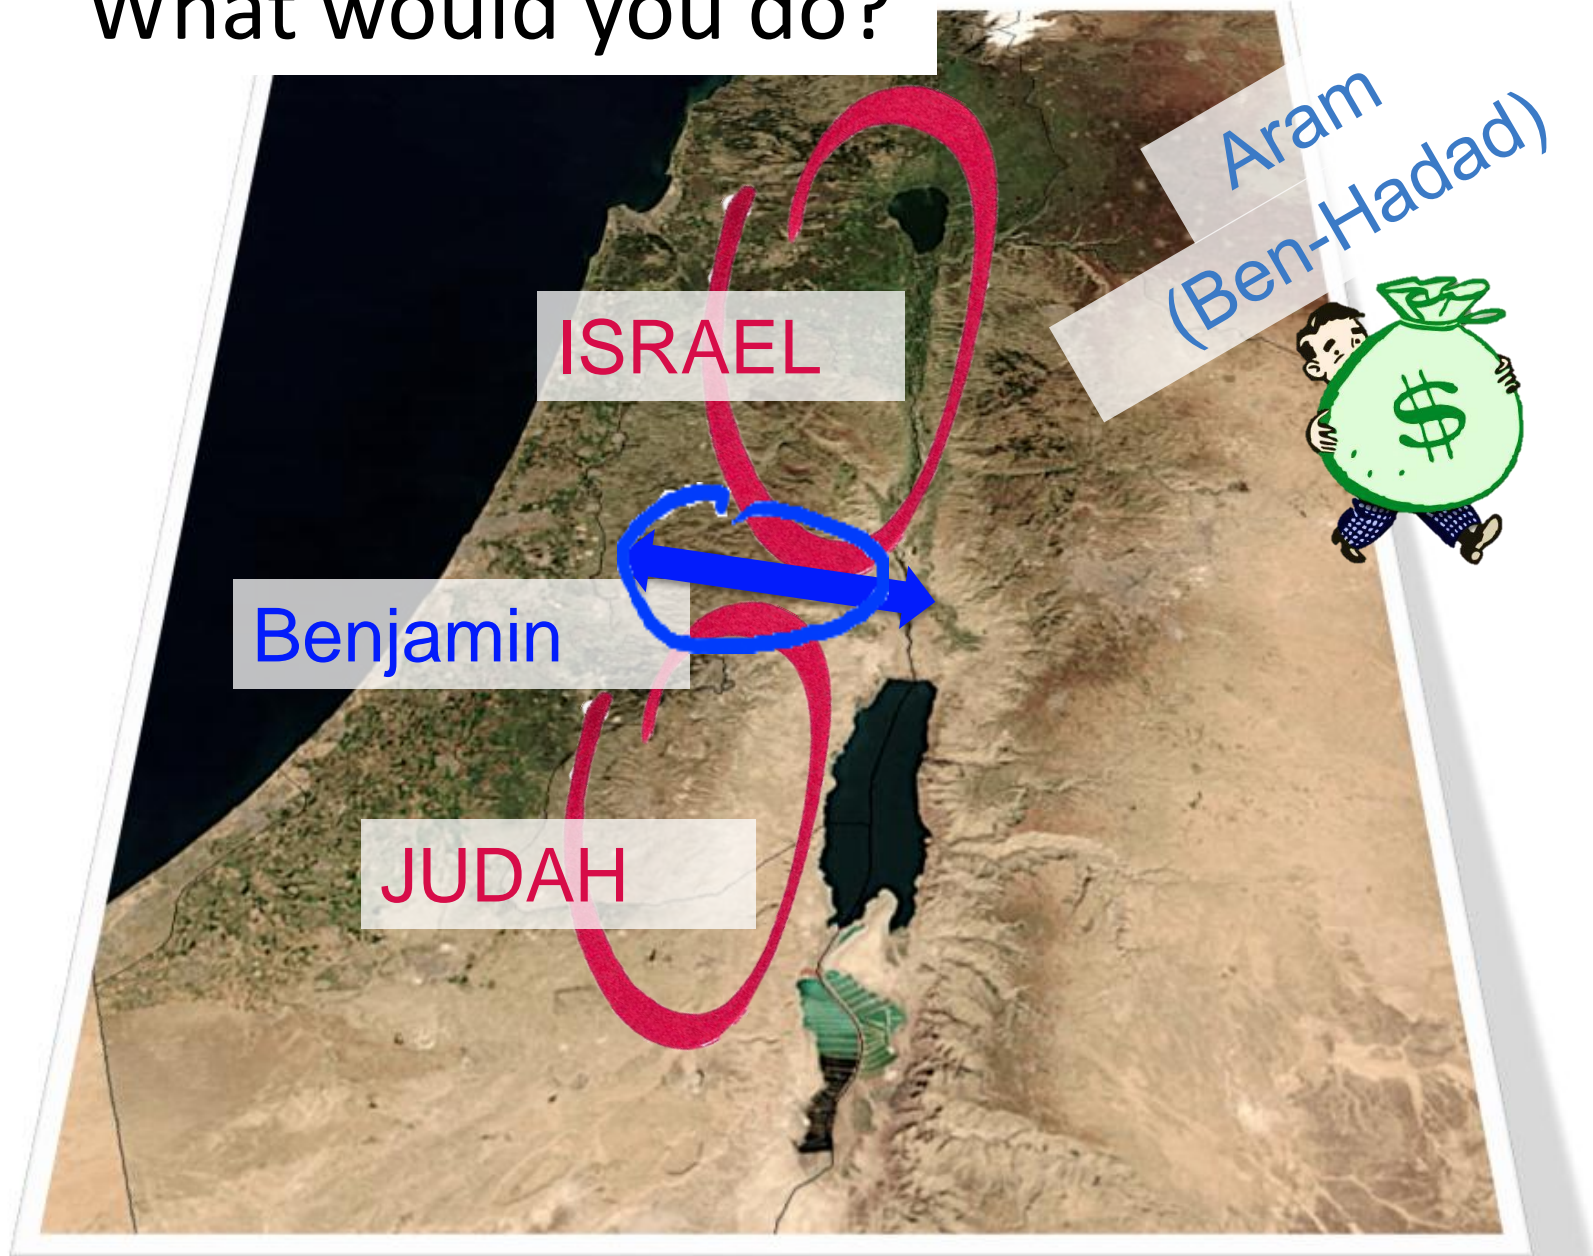 What would you do?
Aram
(Ben-Hadad)
ISRAEL
$
Benjamin
JUDAH